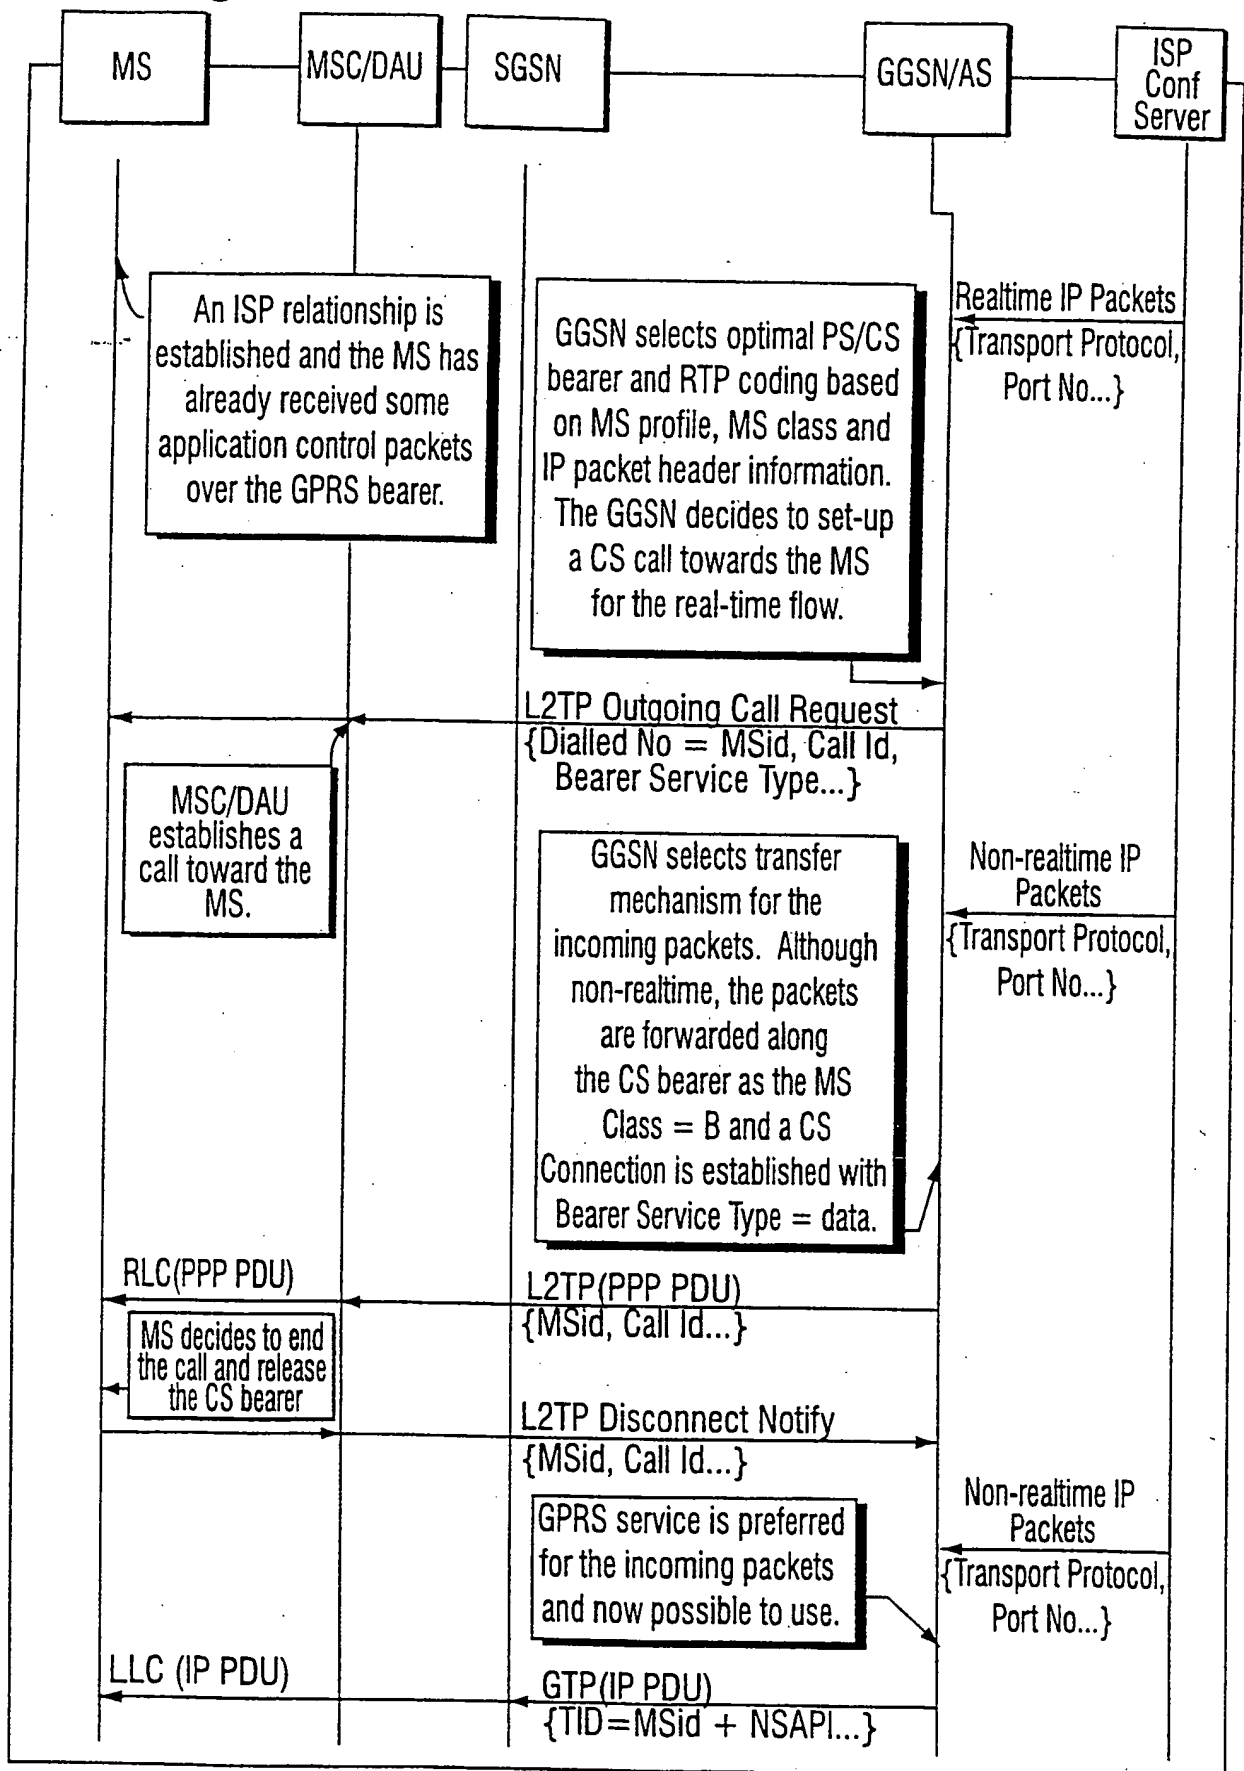 MS
MSC/DAU
SGSN
GGSN/AS
ISP
Conf
Server
An ISP relationship is
established and the MS has
already received some
application control packets
over the GPRS bearer.
GGSN selects optimal PS/CS
bearer and RTP coding based
on MS profile, MS class and
IP packet header information.
The GGSN decides to set-up
a CS call towards the MS
for the real-time flow.
Realtime IP Packets
{Transport Protocol,
Port No...}
L2TP Outgoing Call Request
{Dialled No = MSid, Call Id,
Bearer Service Type...}
MSC/DAU
establishes a
call toward the
MS.
GGSN selects transfer
mechanism for the
incoming packets. Although
non-realtime, the packets
are forwarded along
the CS bearer as the MS
Class = B and a CS
Connection is established with
Bearer Service Type = data.
Non-realtime IP
Packets
{Transport Protocol,
Port No...}
RLC(PPP PDU)
L2TP(PPP PDU)
{MSid, Call Id...}
MS decides to end
the call and release
the CS bearer
L2TP Disconnect Notify
{MSid, Call Id...}
GPRS service is preferred
for the incoming packets
and now possible to use.
Non-realtime IP
Packets
{Transport Protocol,
Port No...}
LLC (IP PDU)
GTP(IP PDU)
{TID=MSid + NSAPI...}